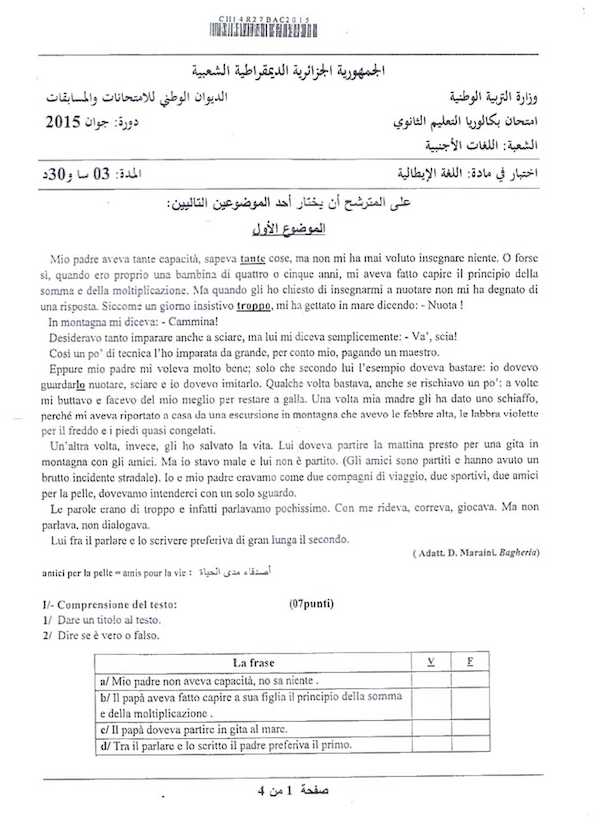 CH14R27BAC2015
الجمهورية الجزائرية الديمقراطية الشعبية
وزارة التربية الوطنية الديوان الوطني للامتحانات والمسابقات
امتحان بكالوريا التعليم الثانوي دورة: جوان 2015
الشعبة: اللغات الأجنبية
اختبار في مادة: اللغة الإيطالية المدة: 03 سا و30د
على المترشح أن يختار أحد الموضوعين التاليين:
الموضوع الأول
Mio padre aveva tante capacità, sapeva tante cose, ma non mi ha mai voluto insegnare niente. O forse
sì, quando ero proprio una bambina di quattro o cinque anni, mi aveva fatto capire il principio della
somma e della moltiplicazione. Ma quando gli ho chiesto di insegnarmi a nuotare non mi ha degnato di
una risposta. Siccome un giorno insistivo troppo, mi ha gettato in mare dicendo: - Nuota !
In montagna mi diceva: - Cammina!
Desideravo tanto imparare anche a sciare, ma lui mi diceva semplicemente: - Va', scia!
Così un po' di tecnica l'ho imparata da grande, per conto mio, pagando un maestro.
Eppure mio padre mi voleva molto bene; solo che secondo lui l'esempio doveva bastare: io dovevo
guardarlo nuotare, sciare e io dovevo imitarlo. Qualche volta bastava, anche se rischiavo un po': a volte
mi buttavo e facevo del mio meglio per restare a galla. Una volta mia madre gli ha dato uno schiaffo,
perché mi aveva riportato a casa da una escursione in montagna che avevo le febbre alta, le labbra violette
per il freddo e i piedi quasi congelati.
Un'altra volta, invece, gli ho salvato la vita. Lui doveva partire la mattina presto per una gita in
montagna con gli amici. Ma io stavo male e lui non è partito. (Gli amici sono partiti e hanno avuto un
brutto incidente stradale). Io e mio padre eravamo come due compagni di viaggio, due sportivi, due amici
per la pelle, dovevamo intenderci con un solo sguardo.
Le parole erano di troppo e infatti parlavamo pochissimo. Con me rideva, correva, giocava. Ma non
parlava, non dialogava.
Lui fra il parlare e lo scrivere preferiva di gran lunga il secondo.
( Adatt. D. Maraini. Bagheria)
amici per la pelle = amis pour la vie : أصدقاء مدى الحياة
I/- Comprensione del testo: (07punti)
1/ Dare un titolo al testo.
2/ Dire se è vero o falso.
La frase V F
a/ Mio padre non aveva capacità, no sa niente .
b/ Il papà aveva fatto capire a sua figlia il principio della somma
e della moltiplicazione .
c/ Il papà doveva partire in gita al mare.
d/ Tra il parlare e lo scritto il padre preferiva il primo.
صفحة 1 من 4